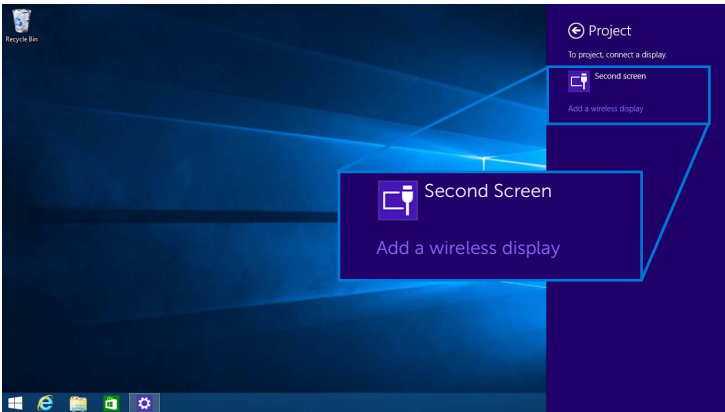 Recycle Bin
Project
To project, connect a display.
Second screen
Add a wireless display
Second Screen
Add a wireless display